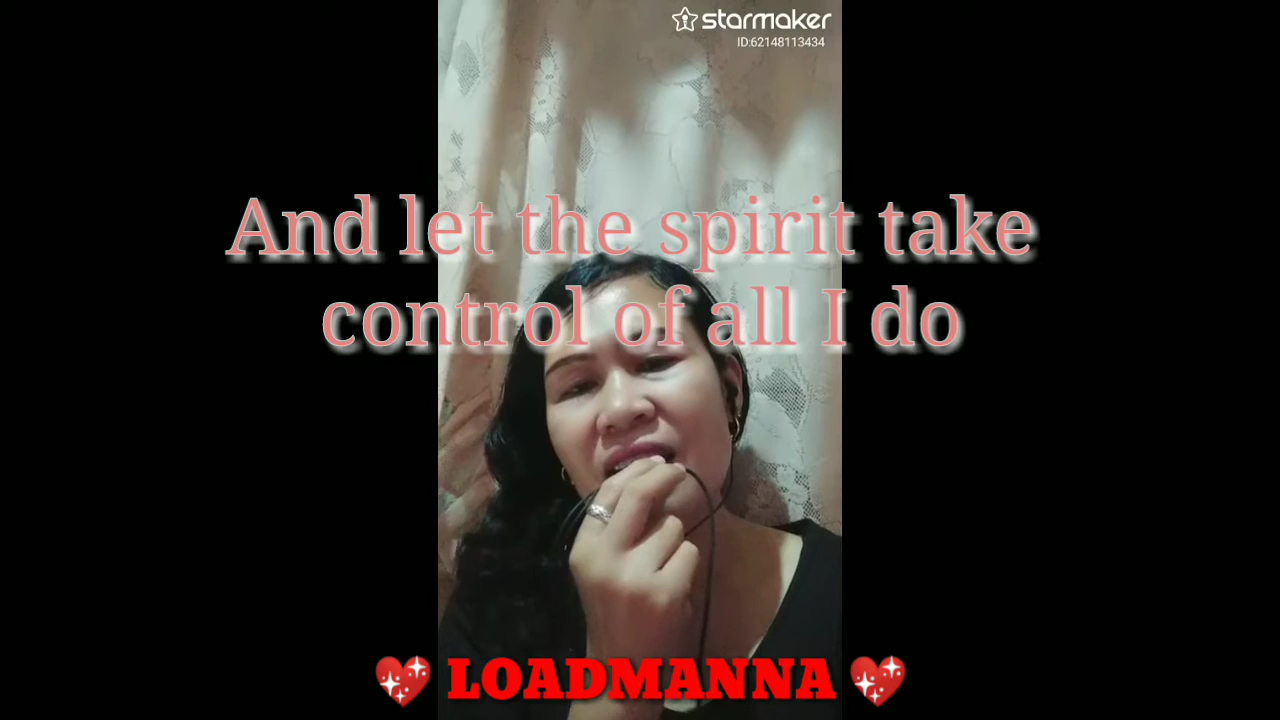 starmaker
ID:62148113434
And let the spirit take
control of all I do
LOADMANNA